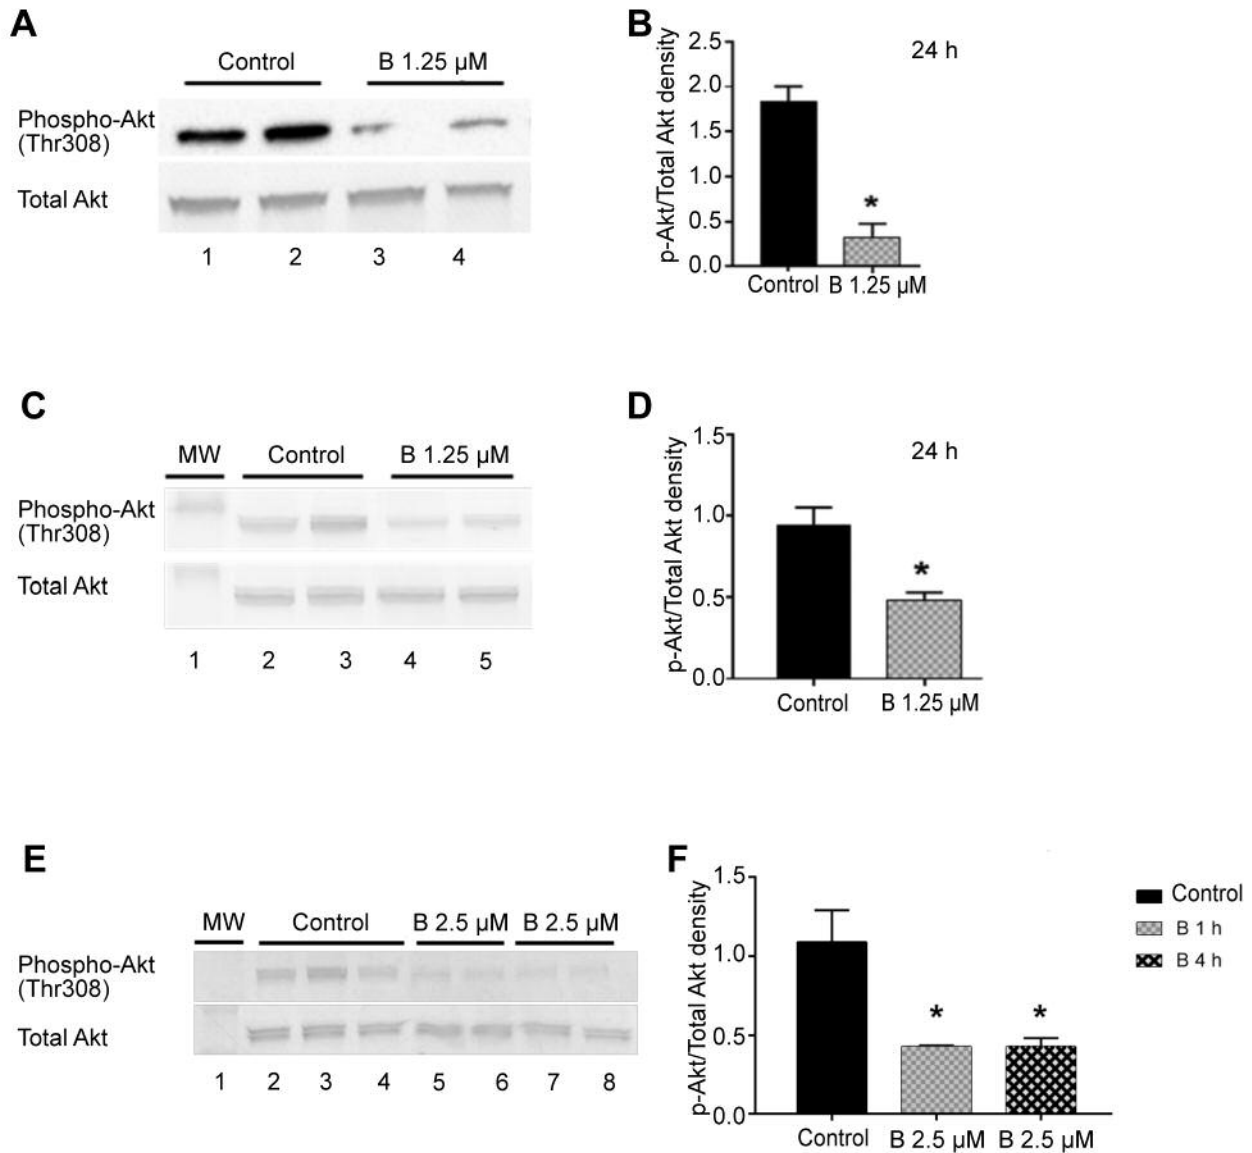 A
Control B 1.25 µM
Phospho-Akt
(Thr308)
Total Akt
1 2 3 4
B
24 h
p-Akt/Total Akt density
2.5
2.0
1.5
1.0
0.5
0.0
*
Control B 1.25 µM
C
MW Control B 1.25 µM
Phospho-Akt
(Thr308)
Total Akt
1 2 3 4 5
D
24 h
p-Akt/Total Akt density
1.5
1.0
0.5
0.0
*
Control B 1.25 µM
E
MW Control B 2.5 µM B 2.5 µM
Phospho-Akt
(Thr308)
Total Akt
1 2 3 4 5 6 7 8
F
p-Akt/Total Akt density
1.5
1.0
0.5
0.0
* *
Control B 2.5 µM B 2.5 µM
Control
B 1 h
B 4 h